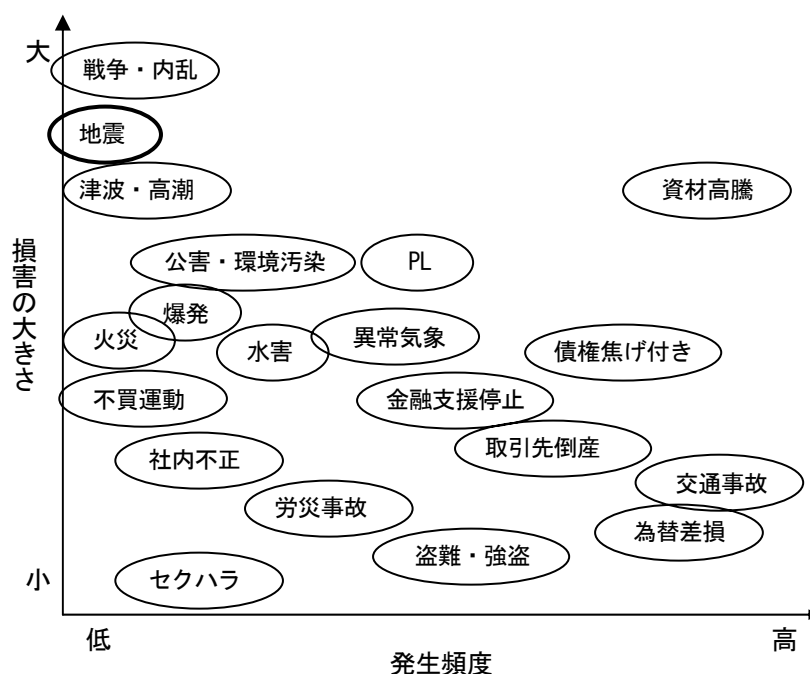 大
戦争・内乱
地震
津波・高潮
資材高騰
公害・環境汚染
PL
損害の大きさ
爆発
火災
異常気象
水害
債権焦げ付き
不買運動
金融支援停止
取引先倒産
社内不正
交通事故
労災事故
為替差損
盗難・強盗
小
セクハラ
低
高
発生頻度